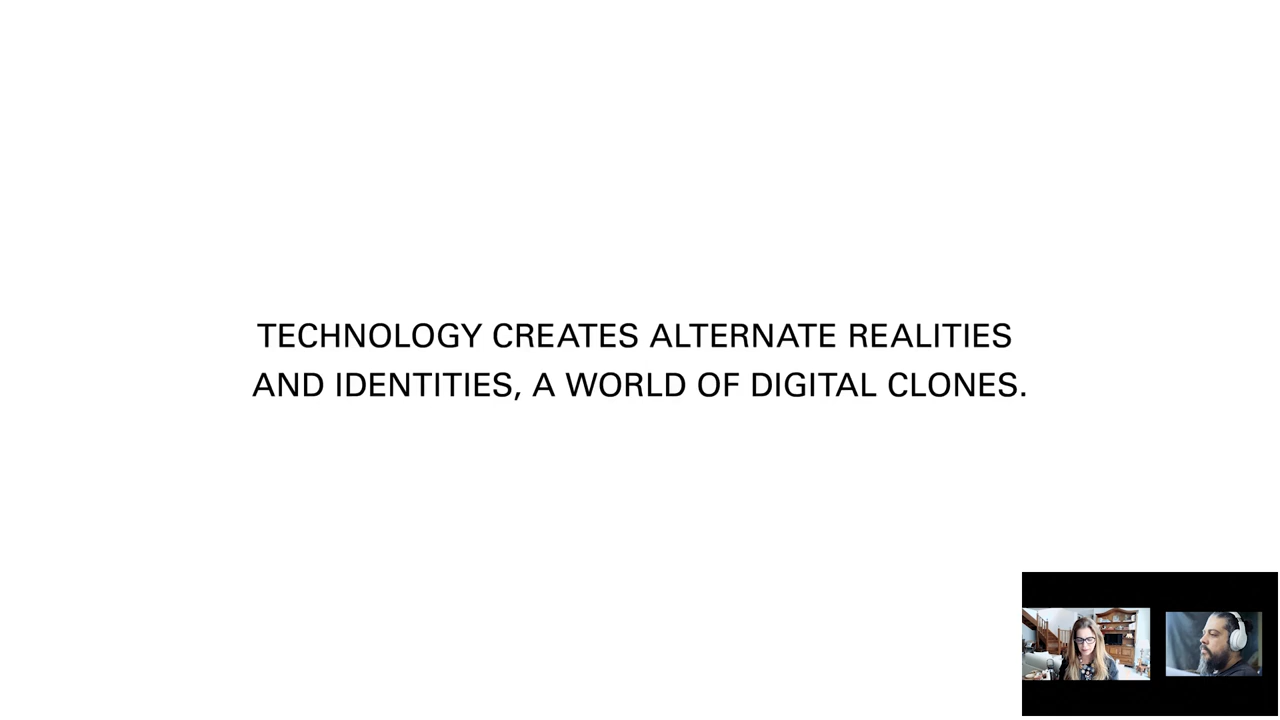 TECHNOLOGY CREATES ALTERNATE REALITIES
AND IDENTITIES, A WORLD OF DIGITAL CLONES.